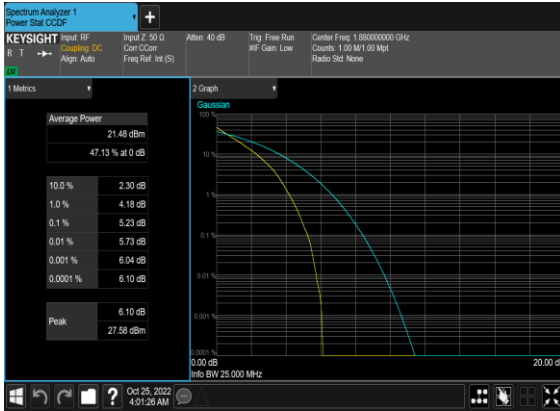 Spectrum Analyzer 1
Power Stat CCDF
KEYSIGHT
R T
Input: RF
Coupling: DC
Align: Auto
Input Z: 50 Ω
Corr CCorr
Freq Ref: Int (S)
Atten: 40 dB
Trig: Free Run
#IF Gain: Low
Center Freq: 1.880000000 GHz
Counts: 1.00 M/1.00 Mpt
Radio Std: None
1 Metrics
Average Power
21.48 dBm
47.13 % at 0 dB
10.0 % 2.30 dB
1.0 % 4.18 dB
0.1 % 5.23 dB
0.01 % 5.73 dB
0.001 % 6.04 dB
0.0001 % 6.10 dB
Peak
6.10 dB
27.58 dBm
2 Graph
Gaussian
100 %
10 %
1 %
0.1 %
0.01 %
0.001 %
0.0001 %
0.00 dB
20.00 d
Info BW 25.000 MHz
Oct 25, 2022
4:01:26 AM